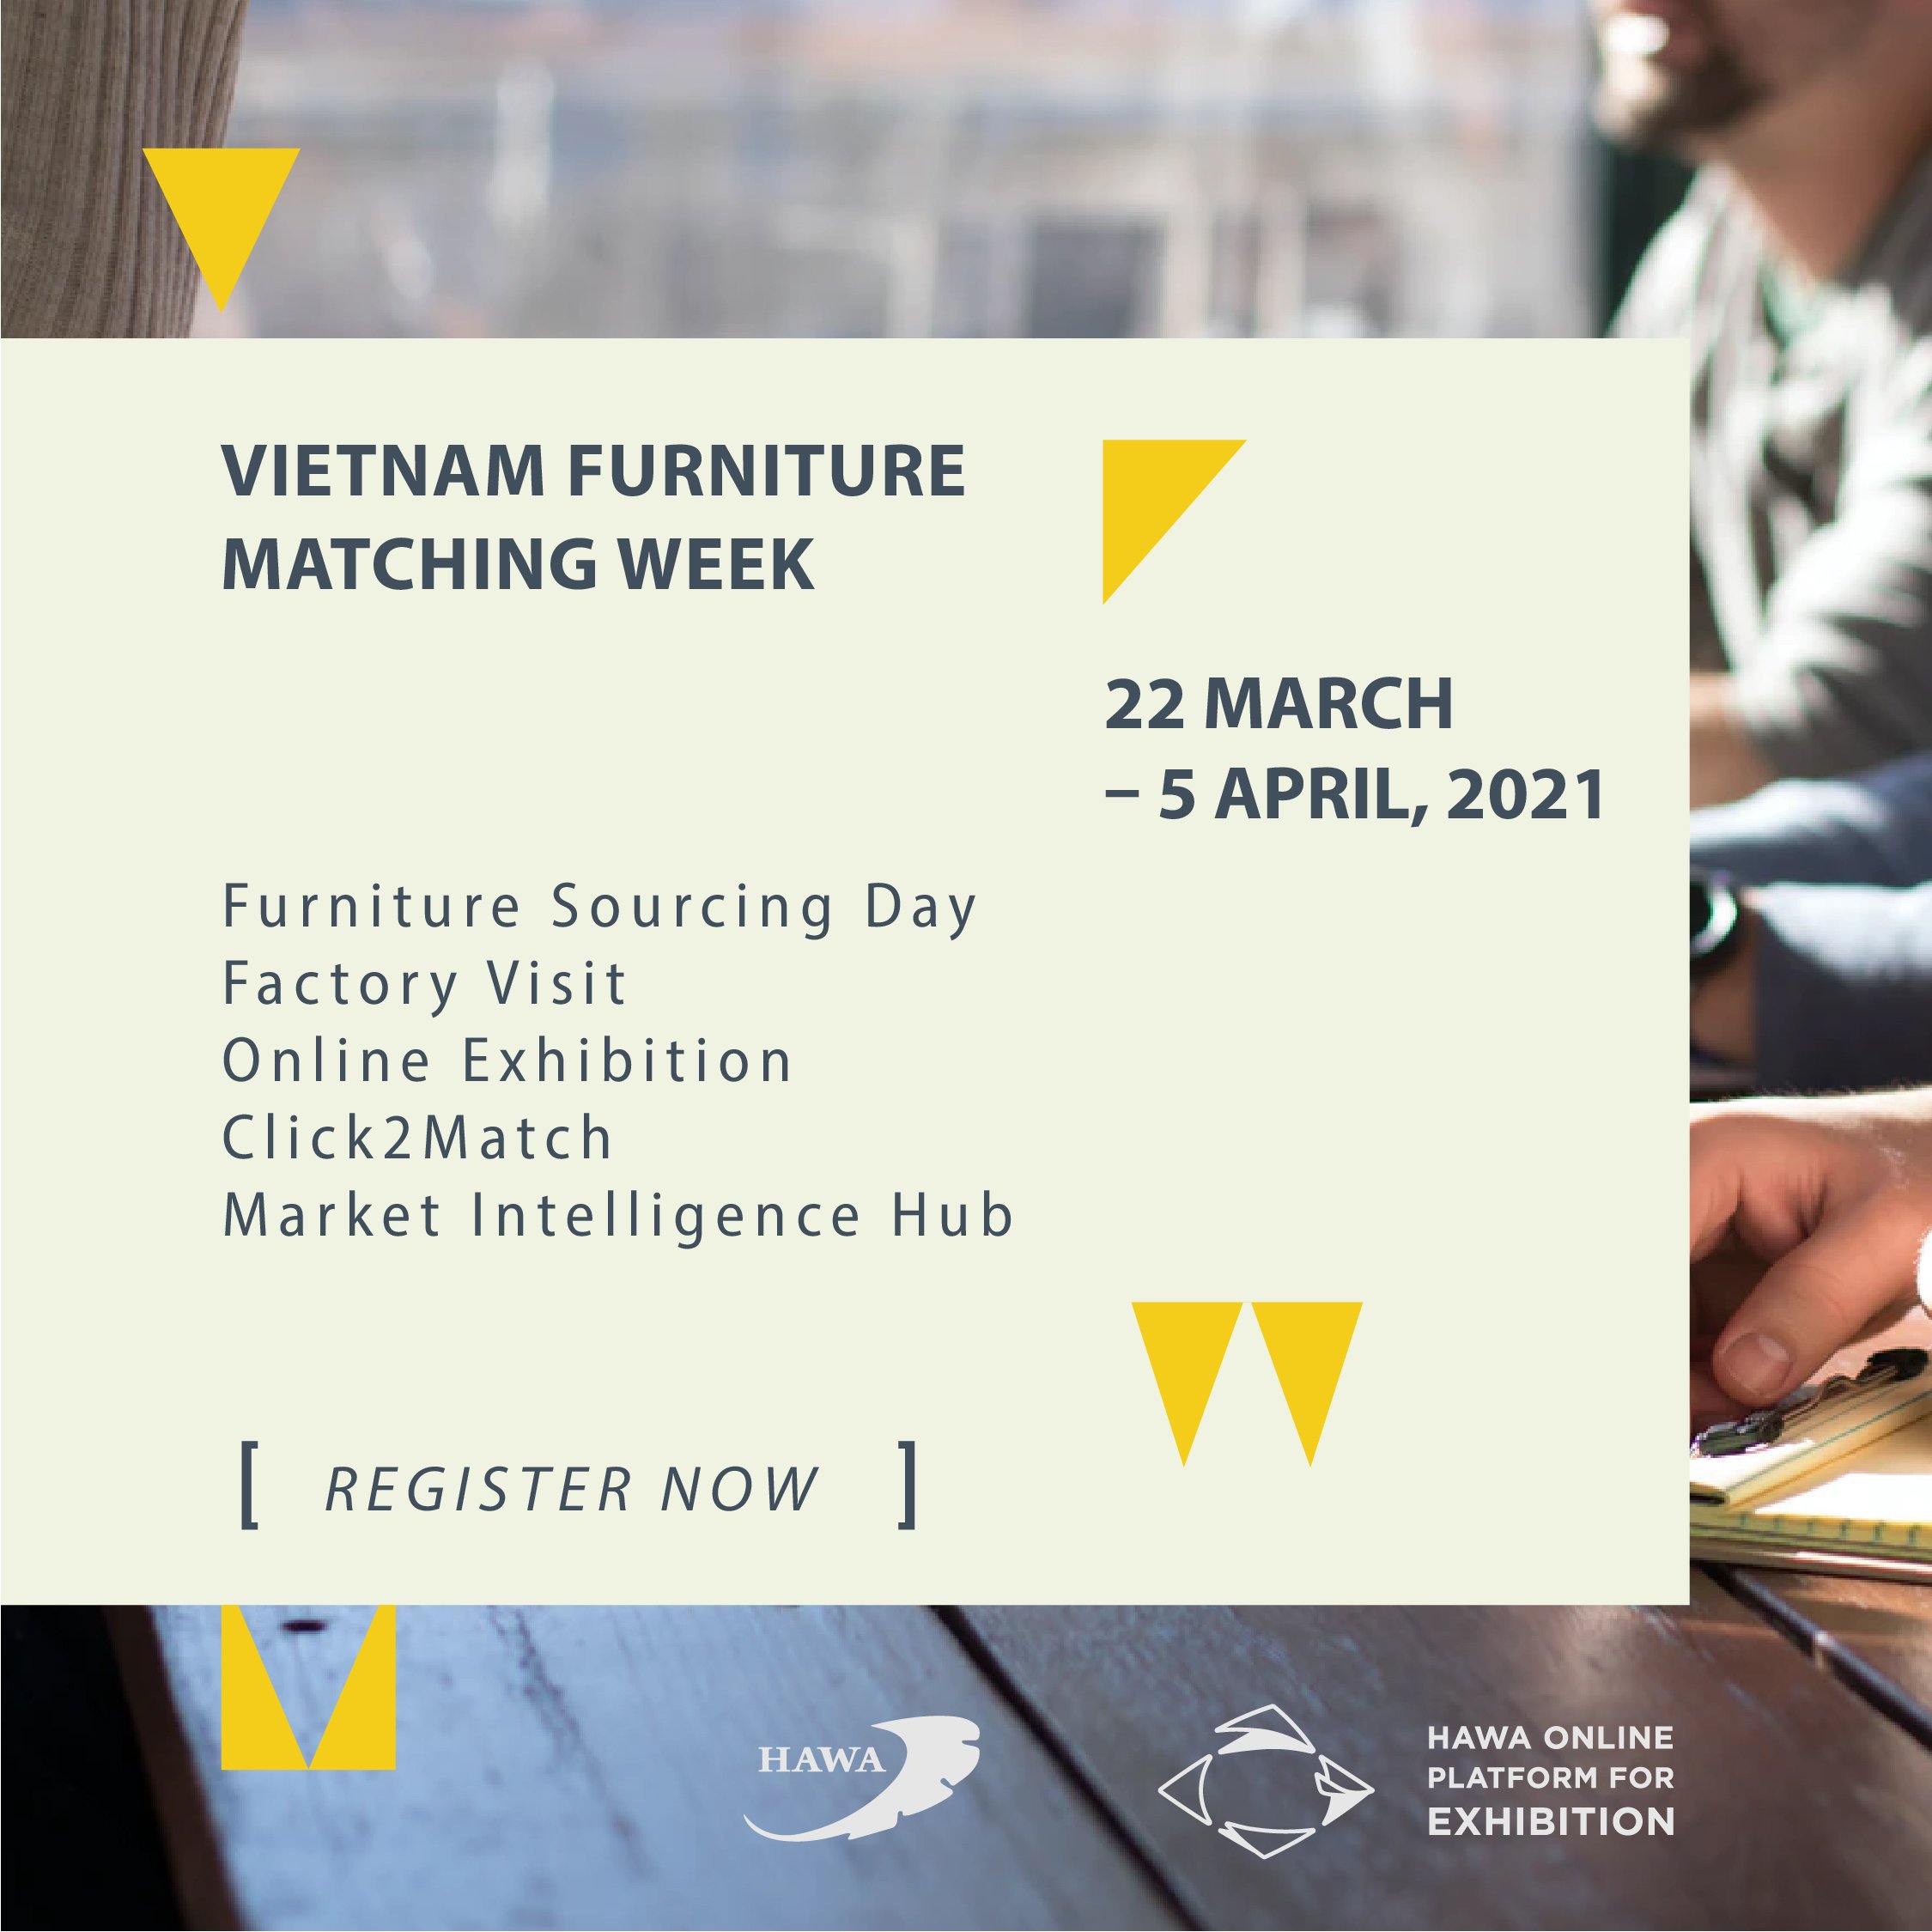 VIETNAM FURNITURE
MATCHING WEEK
22 MARCH
– 5 APRIL, 2021
Furniture Sourcing Day
Factory Visit
Online Exhibition
Click2Match
Market Intelligence Hub
[ REGISTER NOW ]
HAWA
HAWA ONLINE
PLATFORM FOR
EXHIBITION